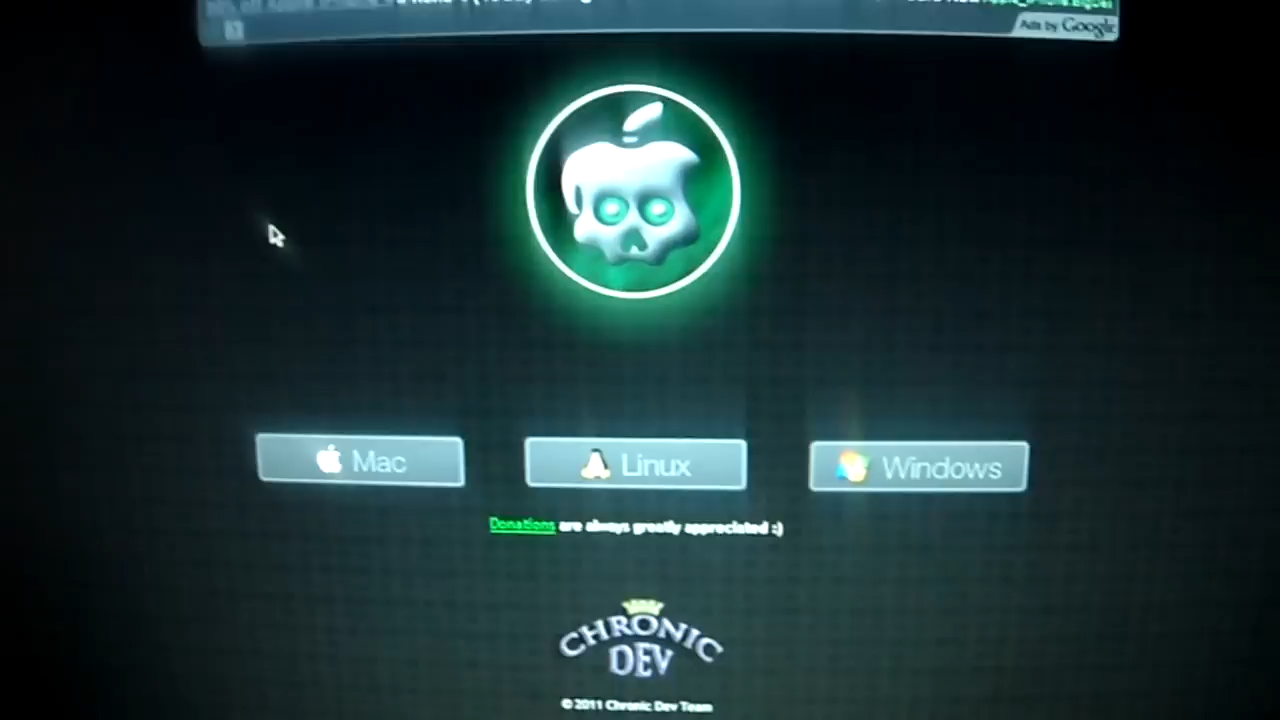 Ads by Google
Mac
Linux
Windows
Donations are always greatly appreciated :)
CHRONIC
DEV
© 2011 Chronic Dev Team